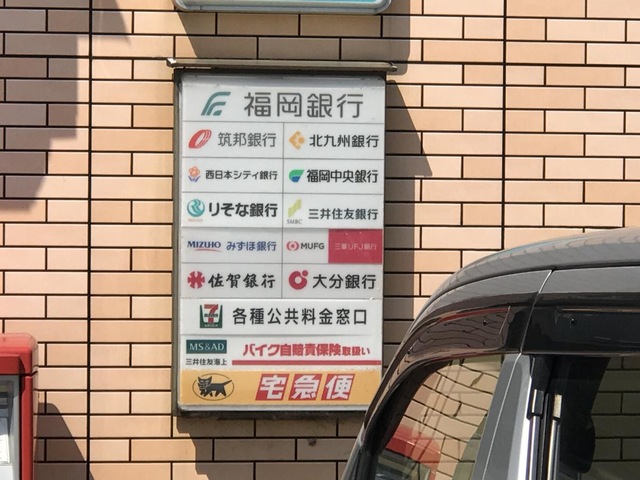 福岡銀行
筑邦銀行 北九州銀行
西日本シティ銀行 福岡中央銀行
りそな銀行 SMBC 三井住友銀行
MIZUHO みずほ銀行 MUFG 三菱UFJ銀行
佐賀銀行 大分銀行
各種公共料金窓口
MS&AD
三井住友海上
バイク自賠責保険取扱い
宅急便